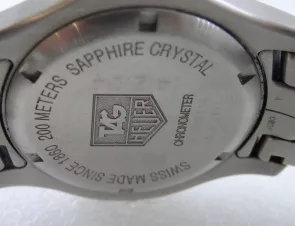 200 METERS SAPPHIRE CRYSTAL
TAG
HEUER
CHRONOMETER
SWISS MADE SINCE 1860